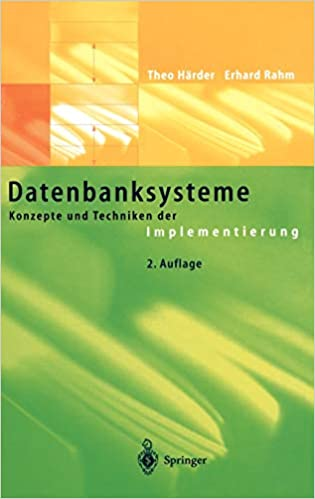 Theo Härder Erhard Rahm
Datenbanksysteme
Konzepte und Techniken der
Implementierung
2. Auflage
Springer